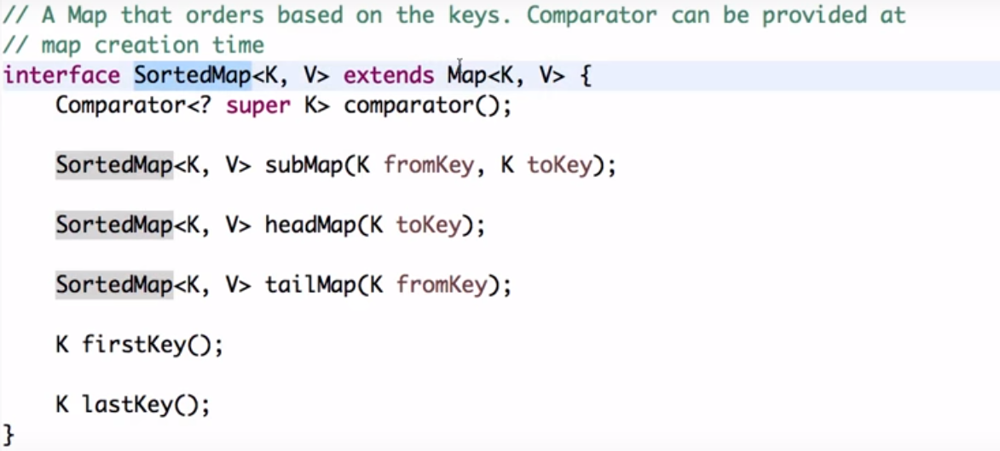 // A Map that orders based on the keys. Comparator can be provided at
// map creation time
interface SortedMap<K, V> extends Map<K, V> {
    Comparator<? super K> comparator();
    SortedMap<K, V> subMap(K fromKey, K toKey);
    SortedMap<K, V> headMap(K toKey);
    SortedMap<K, V> tailMap(K fromKey);
    K firstKey();
    K lastKey();
}